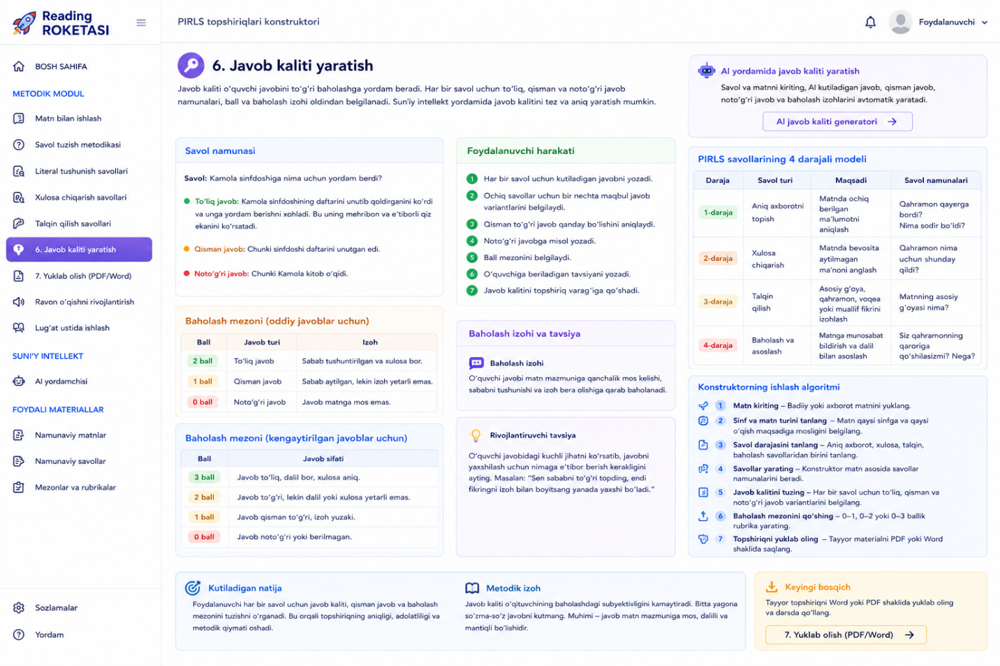 Reading
ROKETASI
BOSH SAHIFA
METODIK MODUL
Matn bilan ishlash
Savol tuzish metodikasi
Literal tushunish savollari
Xulosa chiqarish savollari
Talqin qilish savollari
6. Javob kaliti yaratish
7. Yuklab olish (PDF/Word)
Ravon o‘qishni rivojlantirish
Lug‘at ustida ishlash
SUNI’Y INTELLEKT
AI yordamchisi
FOYDALI MATERIALLAR
Namunaviy matnlar
Namunaviy savollar
Mezonlar va rubrikalar
Sozlamalar
Yordam
PIRLS topshiriqlari konstruktori
Foydalanuvchi
6. Javob kaliti yaratish
Javob kaliti o‘quvchi javobini to‘g‘ri baholashga yordam beradi. Har bir savol uchun to‘liq, qisman va noto‘g‘ri javob
namunalari, ball va baholash izohi oldindan belgilanadi. Sun’iy intellekt yordamida javob kalitini tez va aniq yaratish mumkin.
AI yordamida javob kaliti yaratish
Savol va matnni kiriting, AI kutiladigan javob, qisman javob,
noto‘g‘ri javob va baholash izohlarini avtomatik yaratadi.
AI javob kaliti generatori
Savol namunasi
Savol: Kamola sinfdoshiga nima uchun yordam berdi?
To‘liq javob: Kamola sinfdoshining daftarini unutib qoldirganini ko‘rdi
va unga yordam berishni xohladi. Bu uning mehribon va e’tiborli qiz
ekanini ko‘rsatadi.
Qisman javob: Chunki sinfdoshi daftarini unutgan edi.
Noto‘g‘ri javob: Chunki Kamola kitob o‘qidi.
Foydalanuvchi harakati
1 Har bir savol uchun kutiladigan javobni yozadi.
2 Ochiq savollar uchun bir nechta maqbul javob
variantlarini belgilaydi.
3 Qisman to‘g‘ri javob qanday bo‘lishini aniqlaydi.
4 Noto‘g‘ri javobga misol yozadi.
5 Ball mezonini belgilaydi.
6 O‘quvchiga beriladigan tavsiyani yozadi.
7 Javob kalitini topshiriq varag‘iga qo‘shadi.
PIRLS savollarining 4 darajali modeli
Daraja Savol turi Maqsadi Savol namunalari
1-daraja
Aniq axborotni
topish
Matnda ochiq
berilgan
ma’lumotni
aniqlash
Qahramon qayerga
bordi?
Nima sodir bo‘ldi?
2-daraja
Xulosa
chiqarish
Matnda bevosita
aytilmagan
ma’noni anglash
Qahramon nima
uchun shunday
qildi?
3-daraja
Talqin
qilish
Asosiy g‘oya,
qahramon, voqea
yoki muallif fikrini
izohlash
Matnning asosiy
g‘oyasi nima?
4-daraja
Baholash va
asoslash
Matnga munosabat
bildirish va dalil
bilan asoslash
Siz qahramonning
qaroriga
qo‘shilasizmi? Nega?
Baholash mezoni (oddiy javoblar uchun)
Ball Javob turi Izoh
2 ball To‘liq javob Sabab tushuntirilgan va xulosa bor.
1 ball Qisman javob Sabab aytilgan, lekin izoh yetarli emas.
0 ball Noto‘g‘ri javob Javob matnga mos emas.
Baholash mezoni (kengaytirilgan javoblar uchun)
Ball Javob sifati
3 ball Javob to‘liq, dalil bor, xulosa aniq.
2 ball Javob to‘g‘ri, lekin dalil yoki xulosa yetarli emas.
1 ball Javob qisman to‘g‘ri, izoh yuzaki.
0 ball Javob noto‘g‘ri yoki berilmagan.
Baholash izohi va tavsiya
Baholash izohi
O‘quvchi javobi matn mazmuniga qanchalik mos kelishi,
sababni tushunishi va izoh bera olishiga qarab baholanadi.
Rivojlantiruvchi tavsiya
O‘quvchi javobidagi kuchli jihatni ko‘rsatib, javobni
yaxshilash uchun nimaga e’tibor berish kerakligini
ayting. Masalan: “Sen sababni to‘g‘ri topding, endi
fikringni izoh bilan boyitsang yanada yaxshi bo‘ladi.”
Konstruktorning ishlash algoritmi
1 Matn kiriting – Badiiy yoki axborot matnini yuklang.
2 Sinf va matn turini tanlang – Matn qaysi sinfga va qaysi
o‘qish maqsadiga mosligini belgilang.
3 Savol darajasini tanlang – Aniq axborot, xulosa, talqin,
baholash savollaridan birini tanlang.
4 Savollar yarating – Konstruktor matn asosida savollar
namunalarini beradi.
5 Javob kalitini tuzing – Har bir savol uchun to‘liq, qisman va
noto‘g‘ri javob variantlarini belgilang.
6 Baholash mezonini qo‘shing – 0–1, 0–2 yoki 0–3 ballik
rubrika yarating.
7 Topshiriqni yuklab oling – Tayyor materialni PDF yoki Word
shaklida saqlang.
Kutiladigan natija
Foydalanuvchi har bir savol uchun javob kaliti, qisman javob va baholash
mezonini tuzishni o‘rganadi. Bu orqali topshiriqning aniqligi, adolatliligi va
metodik qiymati oshadi.
Metodik izoh
Javob kaliti o‘qituvchining baholashdagi subyektivligini kamaytiradi. Bitta yagona
so‘zma-so‘z javobni kutmang. Muhimi – javob matn mazmuniga mos, dalilli va
mantiqli bo‘lishidir.
Keyingi bosqich
Tayyor topshiriqni Word yoki PDF shaklida yuklab oling
va darsda qo‘llang.
7. Yuklab olish (PDF/Word)